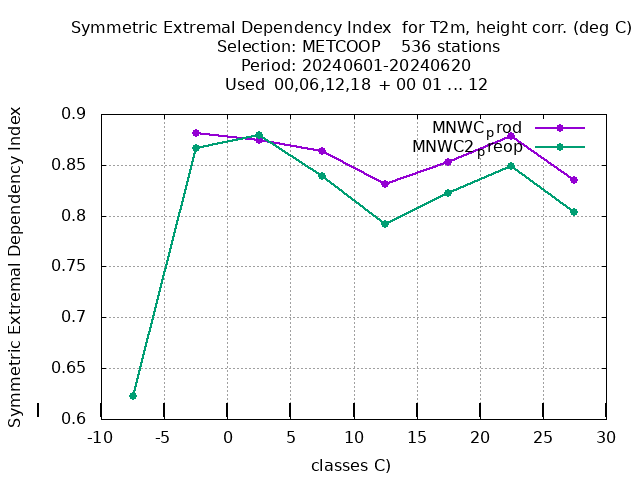 Symmetric Extremal Dependency Index for T2m, height corr. (deg C)
Selection: METCOOP 536 stations
Period: 20240601-20240620
Used 00,06,12,18 + 00 01 ... 12
MNWCprod
MNWC2preop
Symmetric Extremal Dependency Index
0.9
0.85
0.8
0.75
0.7
0.65
0.6
-10 -5 0 5 10 15 20 25 30
classes C)